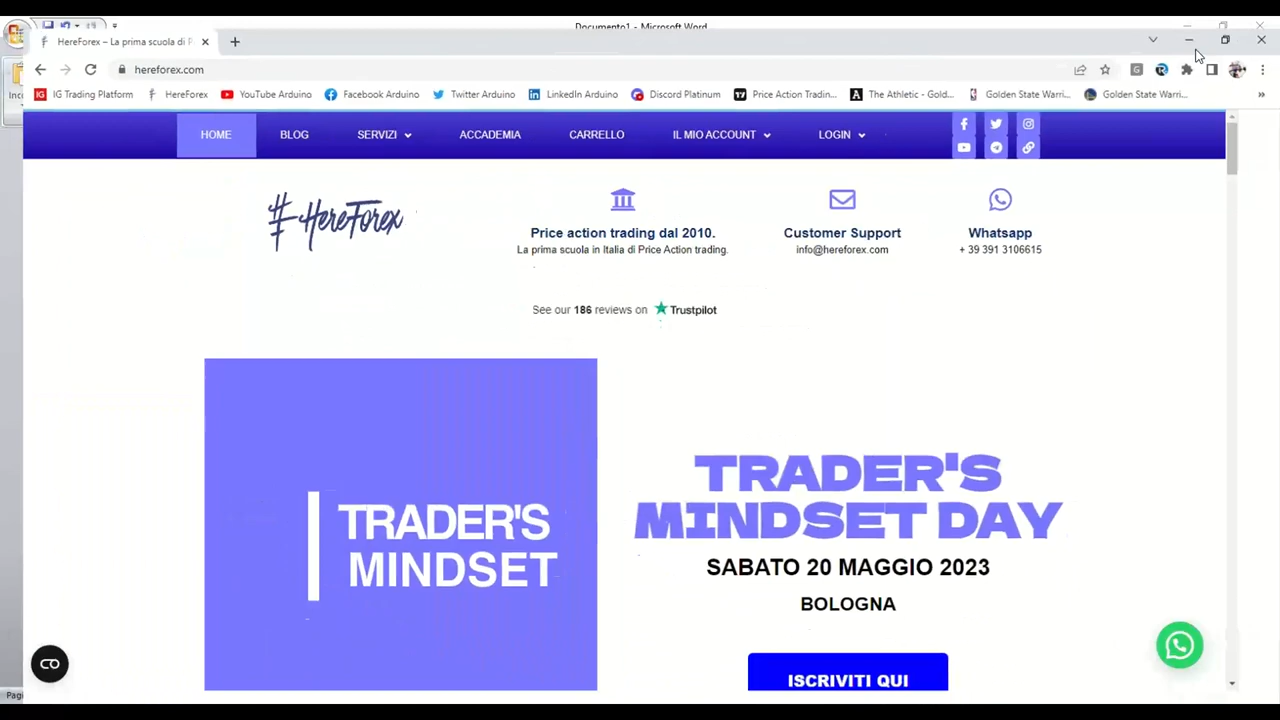 Documento1 - Microsoft Word
HereForex – La prima scuola di P
hereforex.com
IG Trading Platform HereForex YouTube Arduino Facebook Arduino Twitter Arduino LinkedIn Arduino Discord Platinum Price Action Tradin... The Athletic - Gold... Golden State Warri... Golden State Warri...
HOME BLOG SERVIZI ACCADEMIA CARRELLO IL MIO ACCOUNT LOGIN
#HereForex
Price action trading dal 2010. Customer Support Whatsapp
La prima scuola in Italia di Price Action trading. info@hereforex.com + 39 391 3106615
See our 186 reviews on Trustpilot
TRADER'S
MINDSET
TRADER'S
MINDSET DAY
SABATO 20 MAGGIO 2023
BOLOGNA
ISCRIVITI QUI